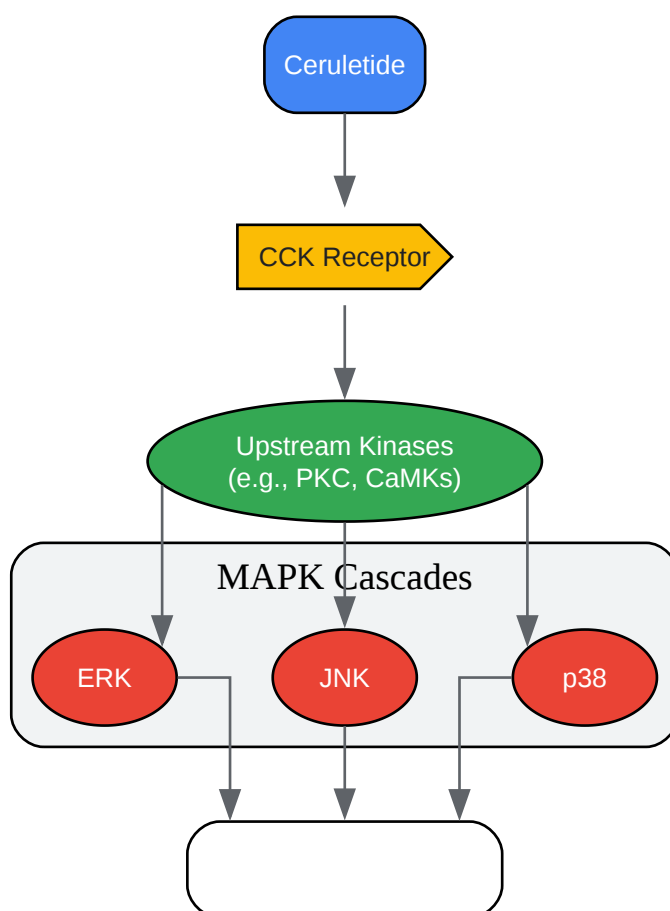 Ceruletide
CCK Receptor
Upstream Kinases
(e.g., PKC, CaMKs)
MAPK Cascades
ERK
JNK
p38